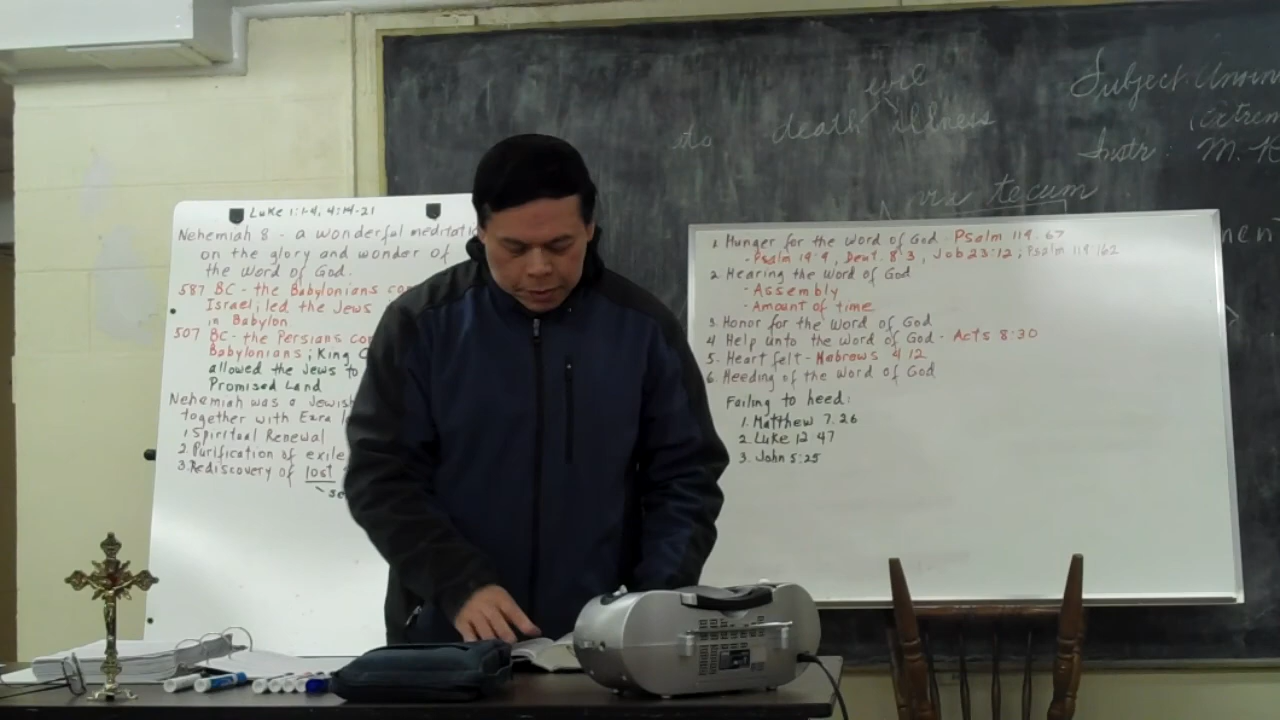 Luke 1:1-4, 4:14-21
Nehemiah 8 - a wonderful
on the glory and wonder of
the word of God.
587 BC - the Babylonians
Israel; led the Jews
in Babylon
507 BC - the Persians
Babylonians; King
allowed the Jews to
Promised Land
Nehemiah was a Jewish
together with Ezra
1. Spiritual Renewal
2. Purification of exile
3. Rediscovery of lost
1. Hunger for the word of God - Psalm 119:67
- Psalm 19:9, Deut. 8:3, Job 23:12; Psalm 119:162
2. Hearing the word of God
- Assembly
- Amount of time
3. Honor for the word of God
4 Help unto the word of God - Acts 8:30
5. Heart felt - Hebrews 4:12
6. Heeding of the word of God
Failing to heed:
1. Matthew 7:26
2. Luke 12 47
3. John 5:25
evil
to death illness
Subject:
Instr: M.
via tecum